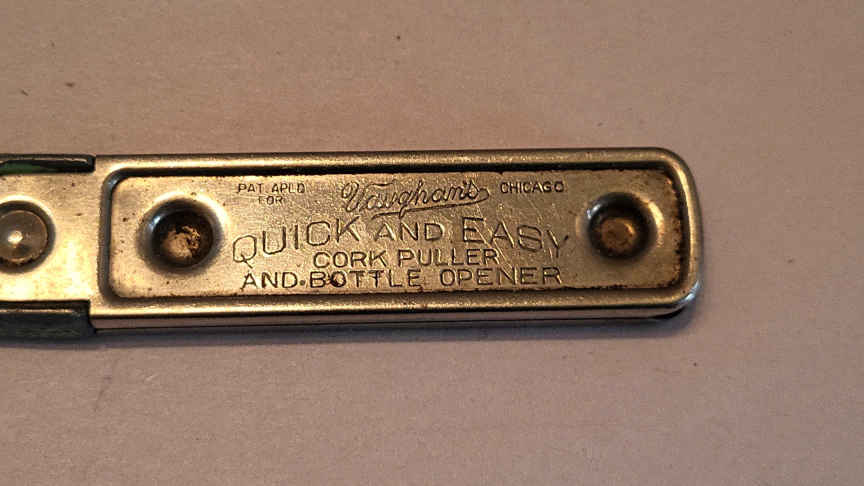 PAT. APLD Vaughan's CHICAGO
FOR
QUICK AND EASY
CORK PULLER
AND BOTTLE OPENER